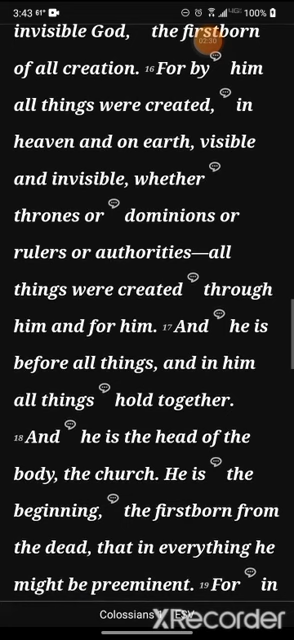 3:43 61° 100%
02:30
invisible God, the firstborn
of all creation. 16 For by him
all things were created, in
heaven and on earth, visible
and invisible, whether
thrones or dominions or
rulers or authorities—all
things were created through
him and for him. 17 And he is
before all things, and in him
all things hold together.
18 And he is the head of the
body, the church. He is the
beginning, the firstborn from
the dead, that in everything he
might be preeminent. 19 For in
Colossians 1 ESV
XRecorder